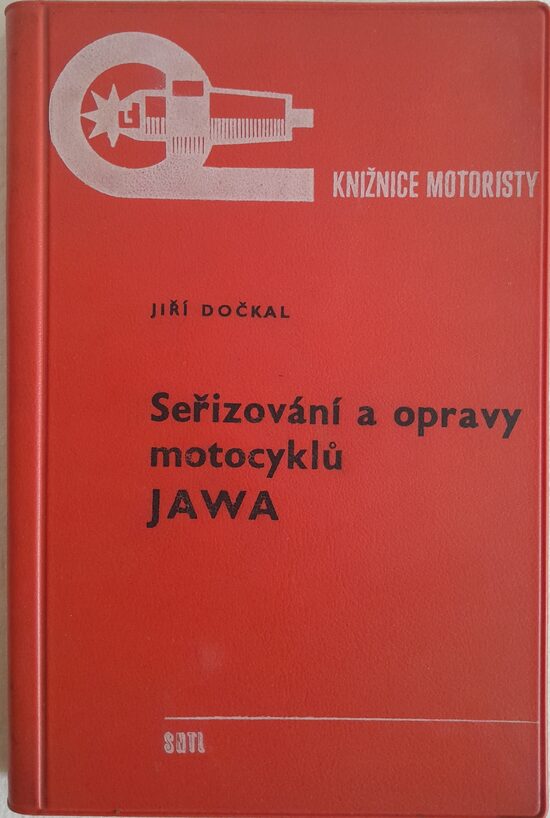 KNIŽNICE MOTORISTY
JIŘÍ DOČKAL
Seřizování a opravy
motocyklů
JAWA
SNTL